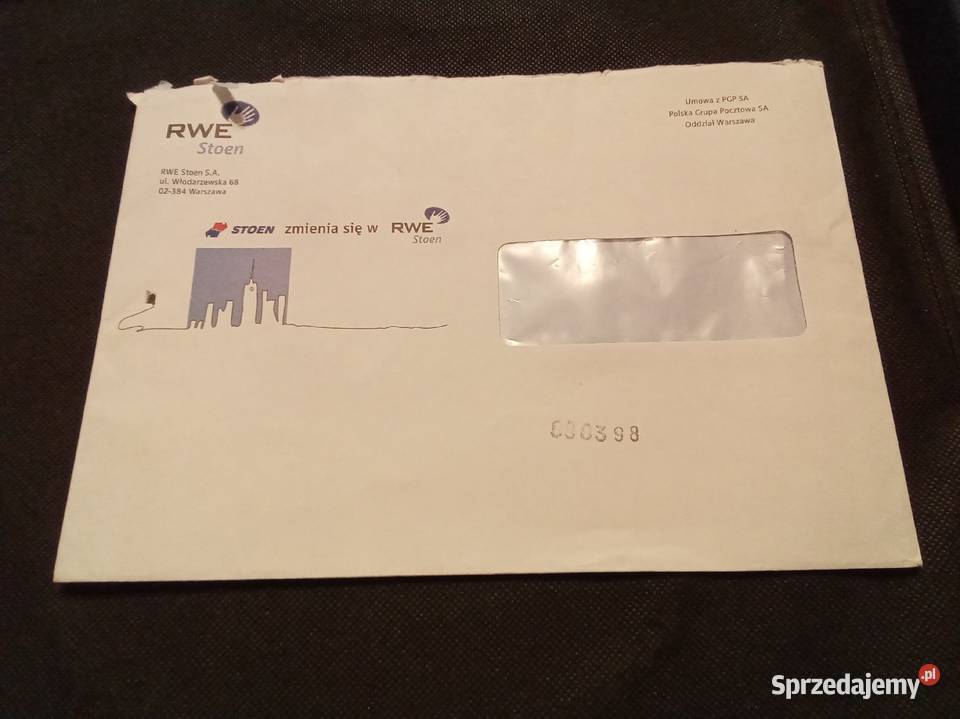 RWE
Stoen
RWE Stoen S.A.
ul. Włodarzewska 68
02-384 Warszawa
Umowa z PGP SA
Polska Grupa Pocztowa SA
Oddział Warszawa
STOEN zmienia się w RWE
Stoen
000398
Sprzedajemy.pl